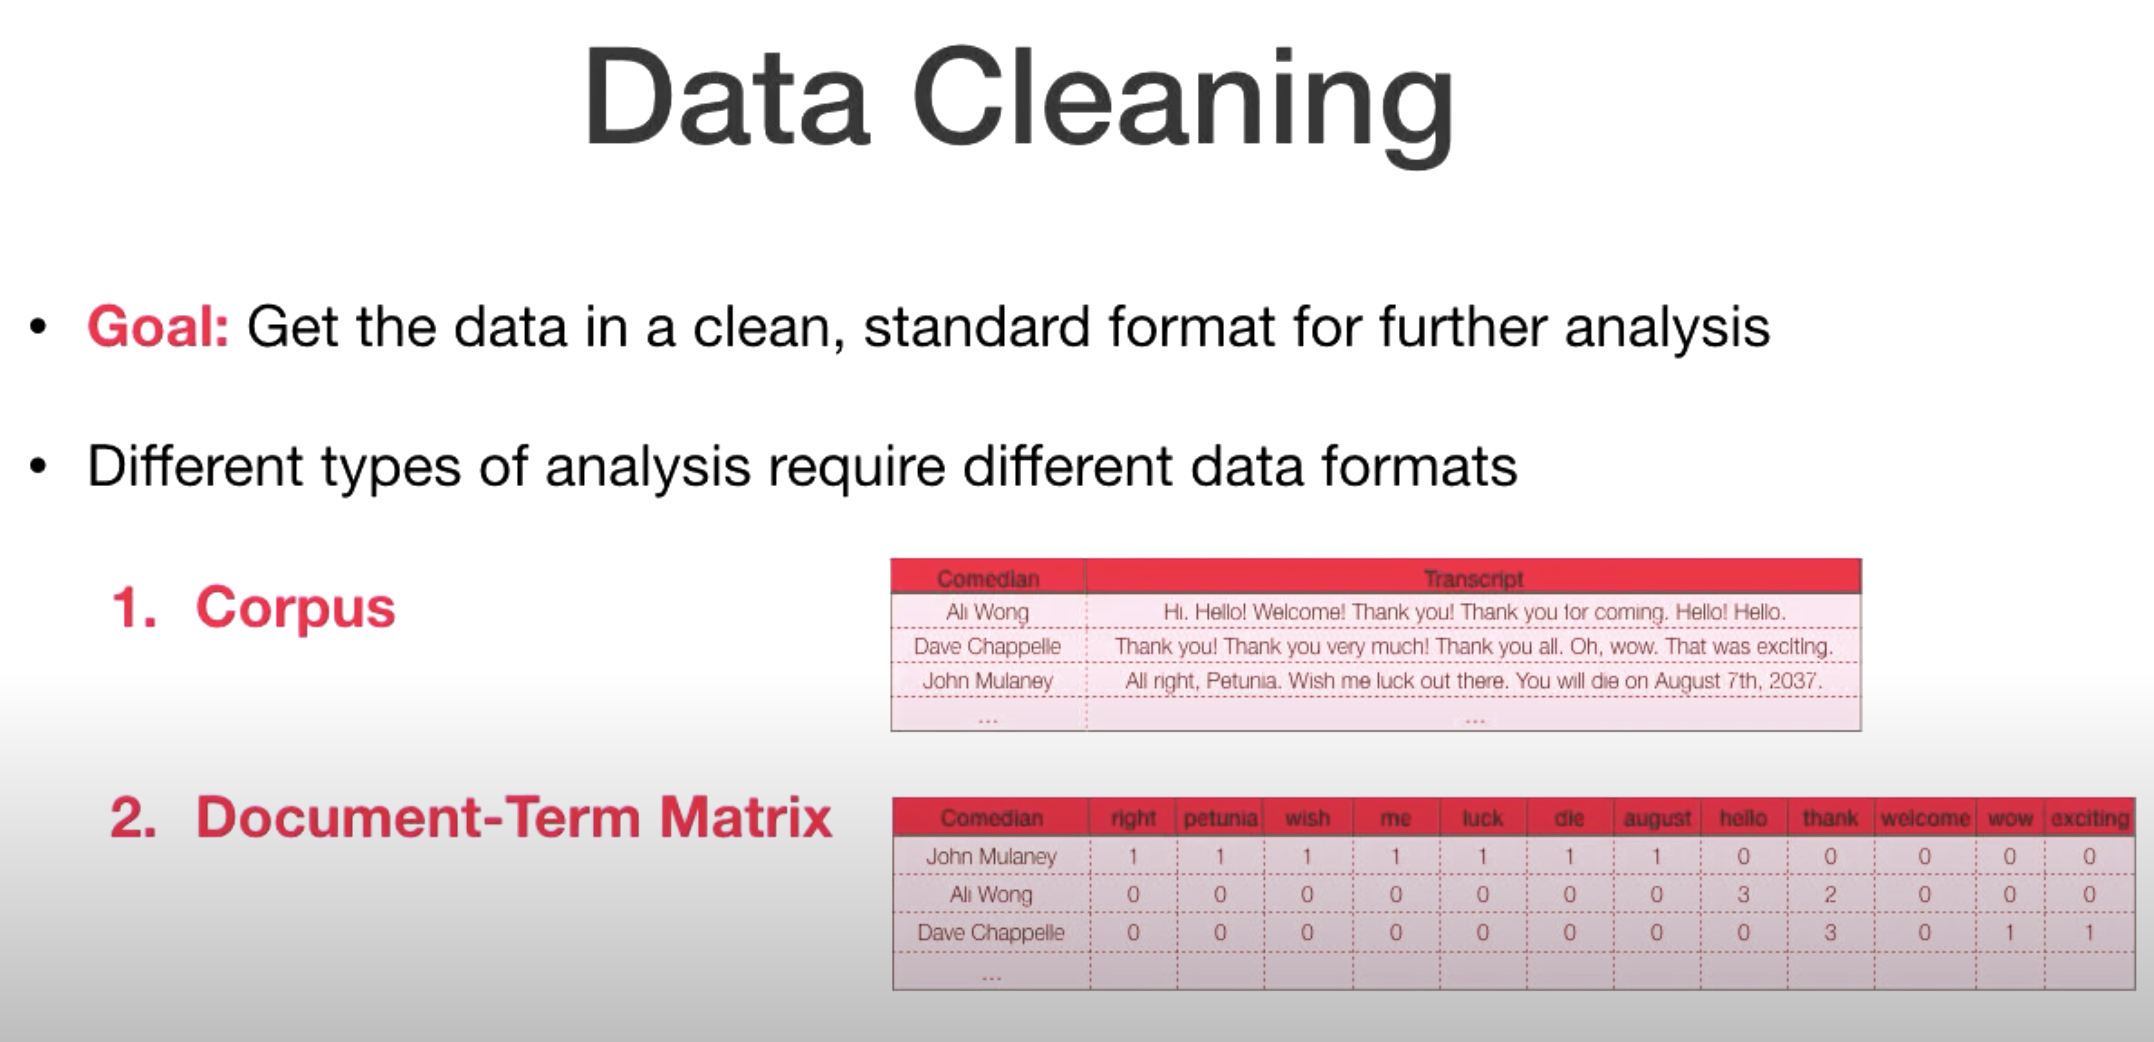 Data Cleaning
• Goal: Get the data in a clean, standard format for further analysis
• Different types of analysis require different data formats
1. Corpus
Comedian Transcript
Ali Wong Hi. Hello! Welcome! Thank you! Thank you for coming. Hello! Hello.
Dave Chappelle Thank you! Thank you very much! Thank you all. Oh, wow. That was exciting.
John Mulaney All right, Petunia. Wish me luck out there. You will die on August 7th, 2037.
... ...
2. Document-Term Matrix
Comedian right petunia wish me luck die august hello thank welcome wow exciting
John Mulaney 1 1 1 1 1 1 1 0 0 0 0 0
Ali Wong 0 0 0 0 0 0 0 3 2 0 0 0
Dave Chappelle 0 0 0 0 0 0 0 0 3 0 1 1
...